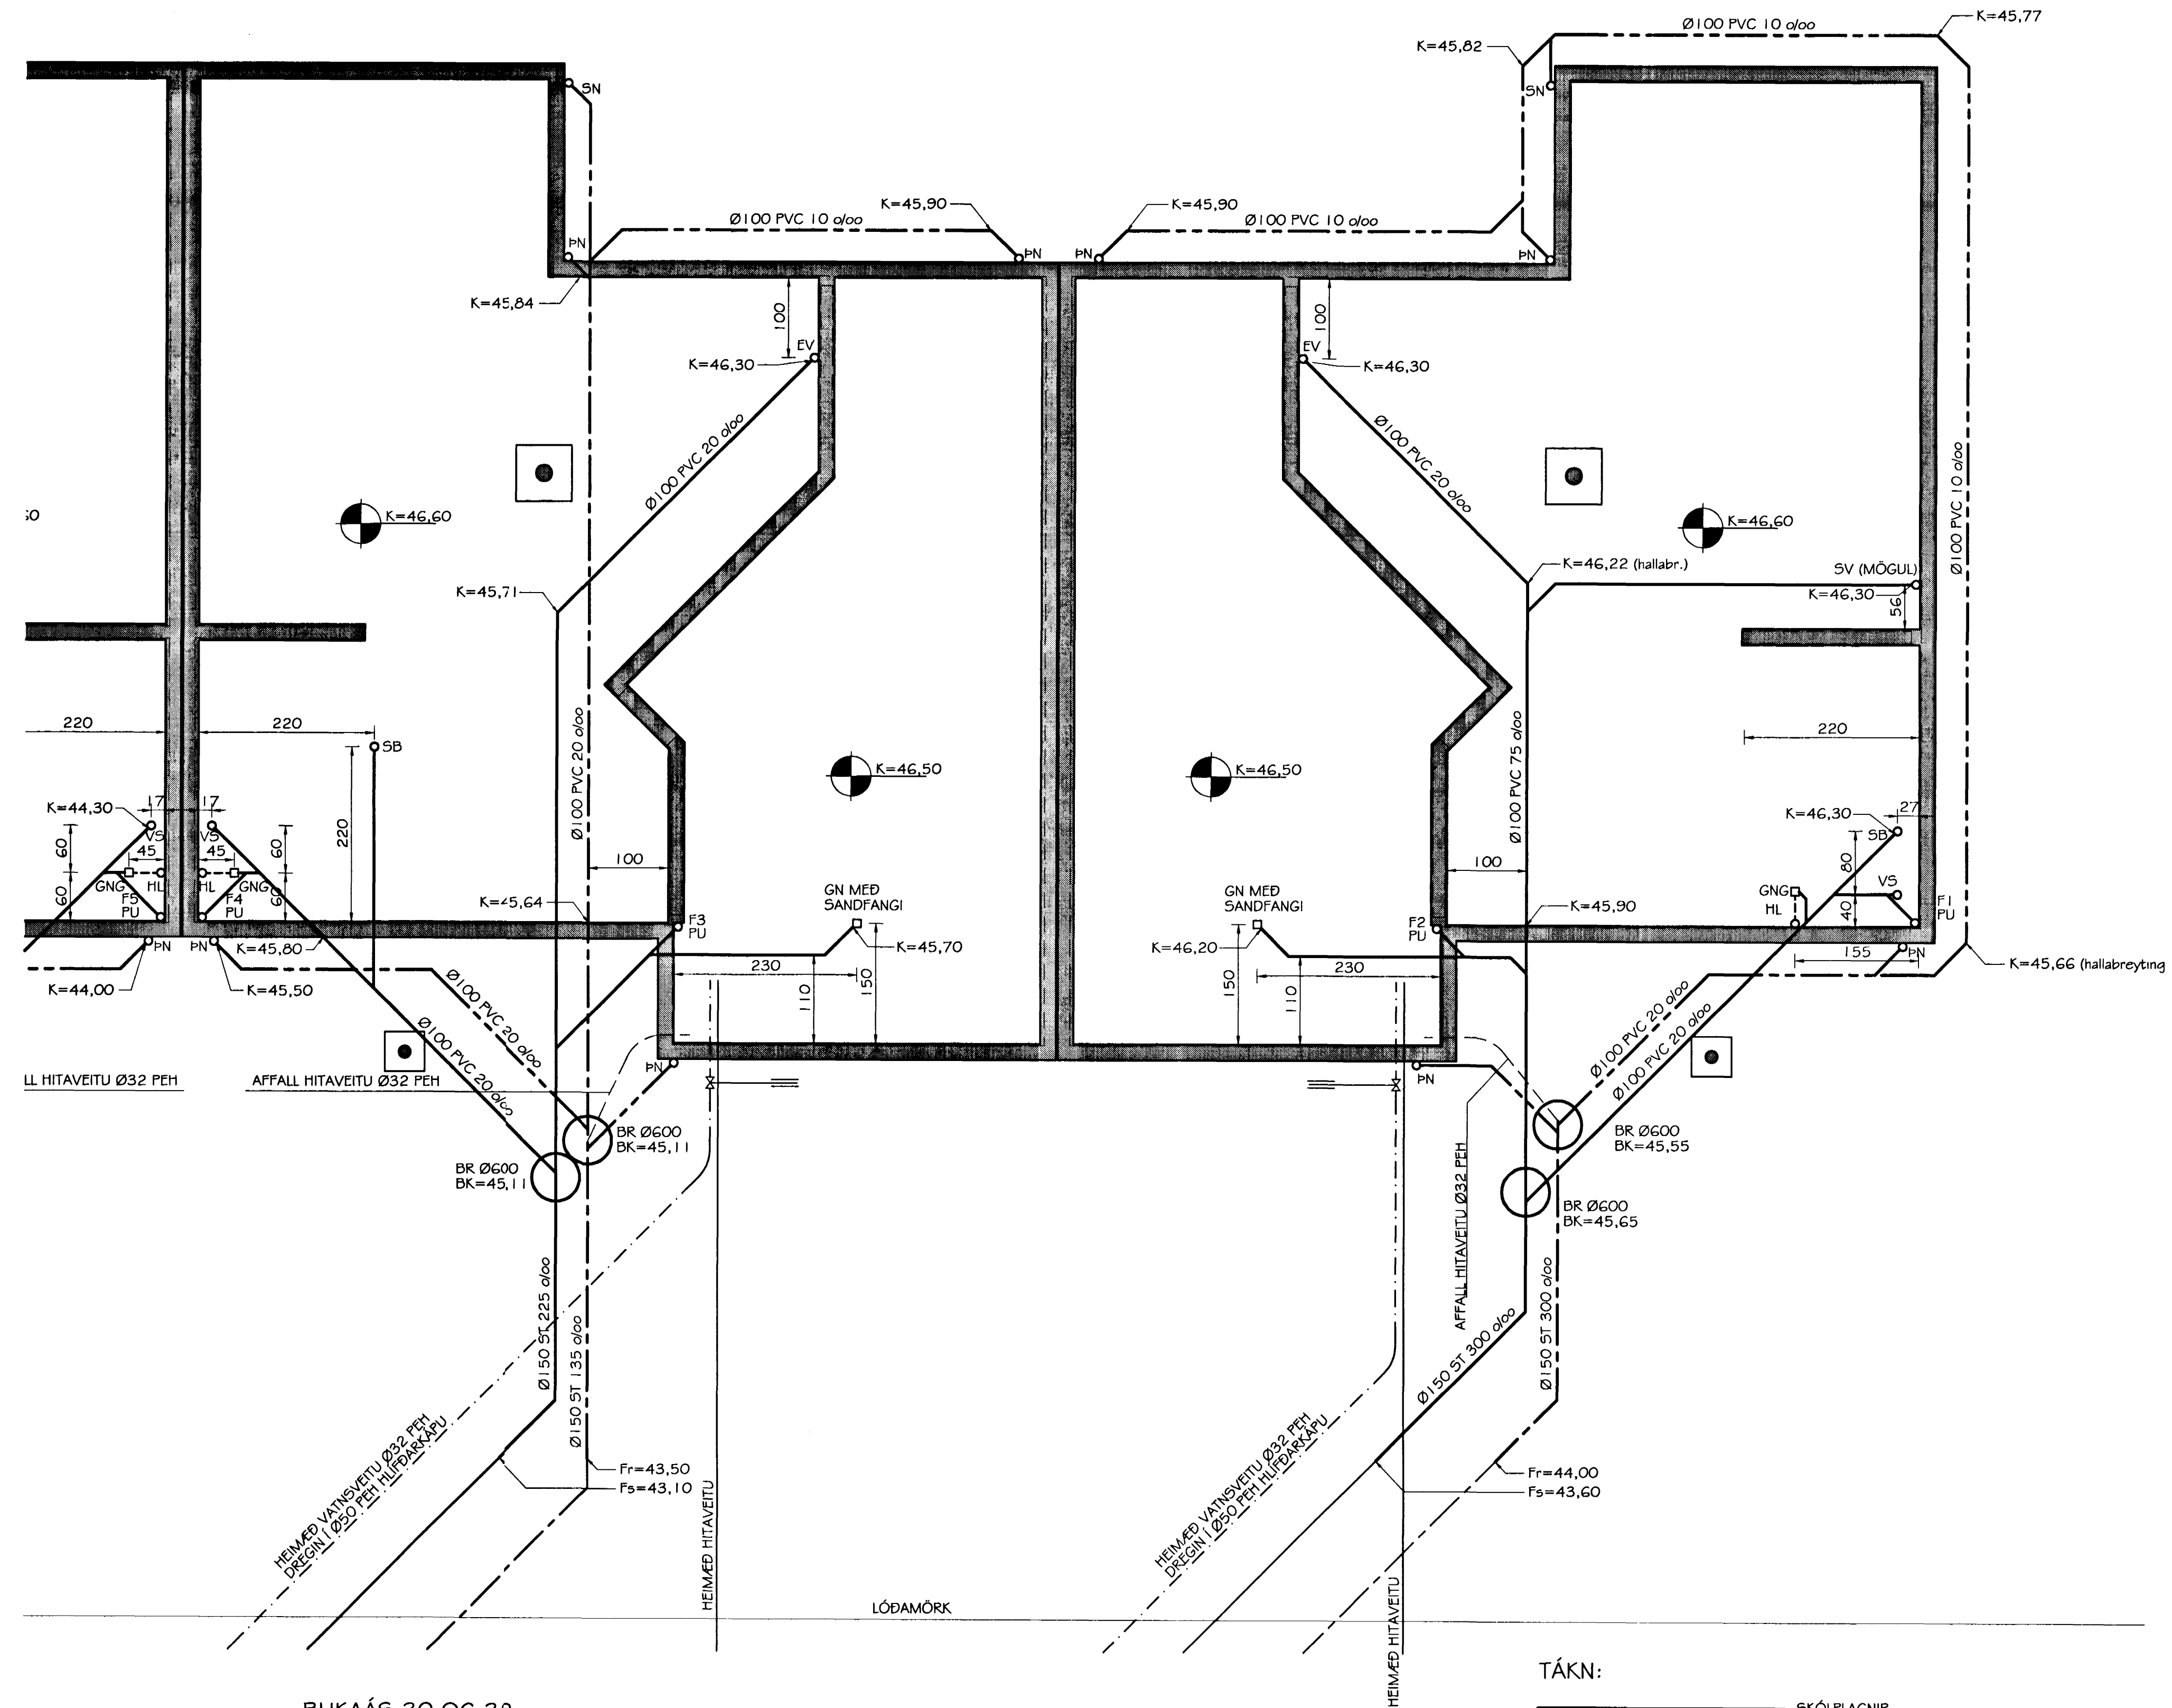 K=45,77
Ø100 PVC 10 o/oo
K=45,82
SN
SN
K=45,90
K=45,90
Ø100 PVC 10 o/oo
Ø100 PVC 10 o/oo
ÞN
ÞN
ÞN
ÞN
K=45,84
100
100
EV
EV
K=46,30
K=46,30
Ø100 PVC 20 o/oo
Ø100 PVC 20 o/oo
Ø100 PVC 10 o/oo
K=46,60
K=46,60
K=46,22 (hallabr.)
SV (MÖGUL)
K=46,30
56
K=45,71
220
220
SB
220
Ø100 PVC 20 o/oo
Ø100 PVC 75 o/oo
K=46,50
K=46,50
220
K=44,30
17
17
VS
VS
60
45
45
60
220
K=46,30
27
SB
80
60
GNG
HL
HL
GNG
60
F5
PU
F4
PU
100
100
GN MEÐ
SANDFANGI
GN MEÐ
SANDFANGI
GNG
HL
VS
40
F1
PU
K=45,64
F3
PU
F2
PU
K=45,90
ÞN
ÞN
K=45,80
K=45,70
K=46,20
155
ÞN
K=45,66 (hallabreyting
K=44,00
K=45,50
230
150
110
150
230
110
Ø100 PVC 20 o/oo
Ø100 PVC 20 o/oo
Ø100 PVC 20 o/oo
Ø100 PVC 20 o/oo
LL HITAVEITU Ø32 PEH
AFFALL HITAVEITU Ø32 PEH
ÞN
ÞN
BR Ø600
BK=45,11
BR Ø600
BK=45,55
BR Ø600
BK=45,11
BR Ø600
BK=45,65
AFFALL HITAVEITU Ø32 PEH
Ø150 ST 225 o/oo
Ø150 ST 135 o/oo
Ø150 ST 300 o/oo
Ø150 ST 300 o/oo
HEIMÆÐ VATNSVEITU Ø32 PEH
DREGIN Í Ø50 PEH HLÍFÐARKÁPU
Fr=43,50
Fs=43,10
HEIMÆÐ HITAVEITU
HEIMÆÐ VATNSVEITU Ø32 PEH
DREGIN Í Ø50 PEH HLÍFÐARKÁPU
Fr=44,00
Fs=43,60
HEIMÆÐ HITAVEITU
LÓÐAMÖRK
TÁKN: